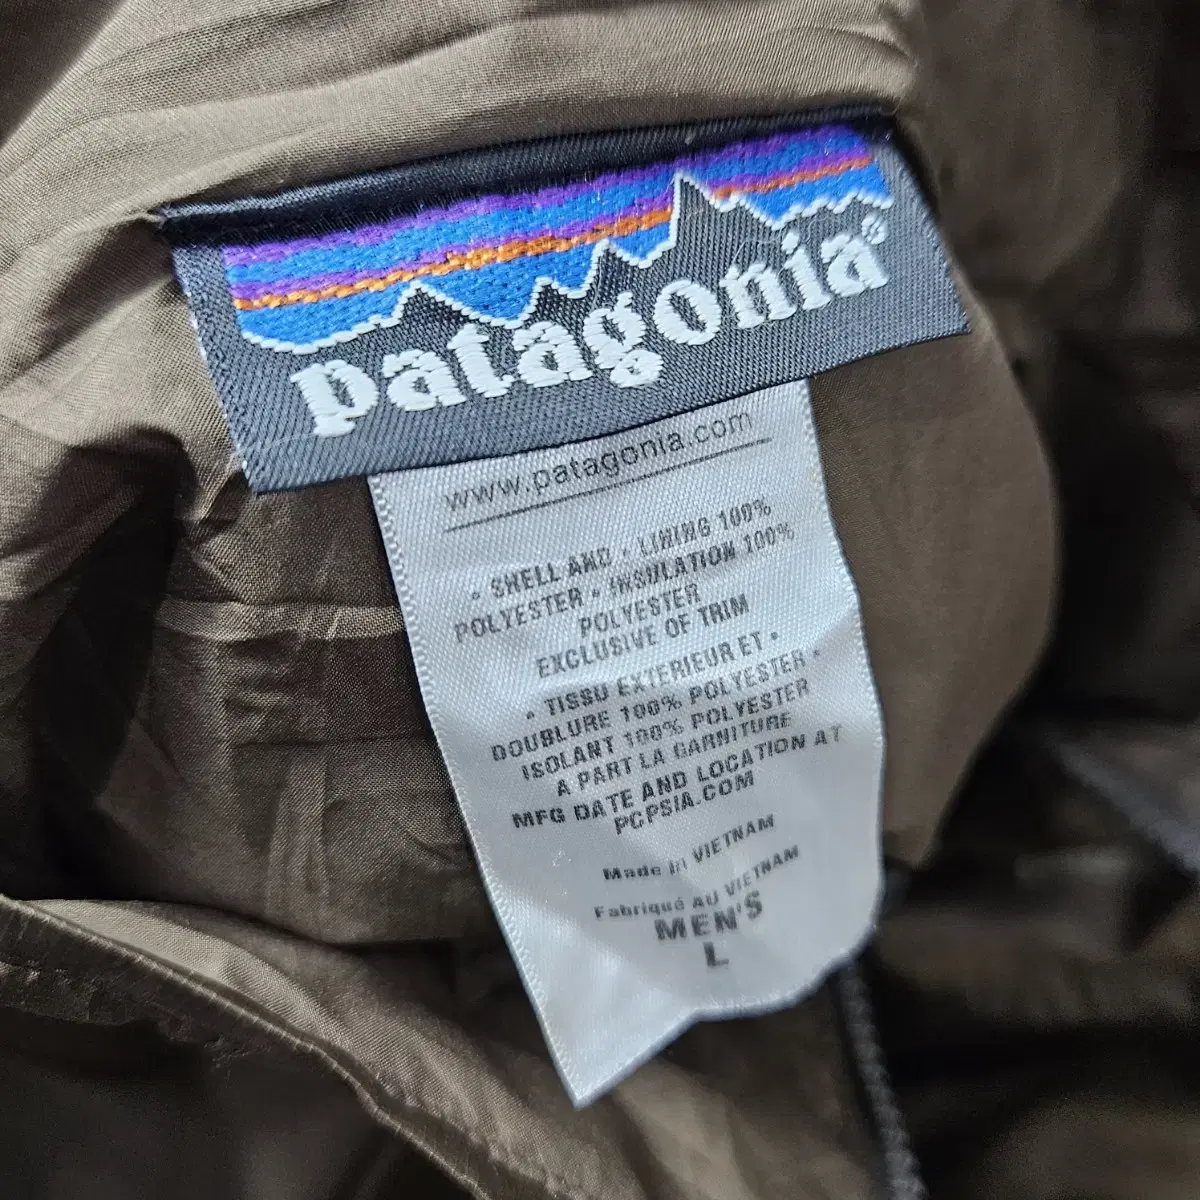 patagonia®
www.patagonia.com
• SHELL AND • LINING 100%
POLYESTER • INSULATION 100%
POLYESTER
EXCLUSIVE OF TRIM
• TISSU EXTERIEUR ET •
DOUBLURE 100% POLYESTER •
ISOLANT 100% POLYESTER
A PART LA GARNITURE
MFG DATE AND LOCATION AT
PCPSIA.COM
Made in VIETNAM
Fabriqué AU VIETNAM
MEN'S
L